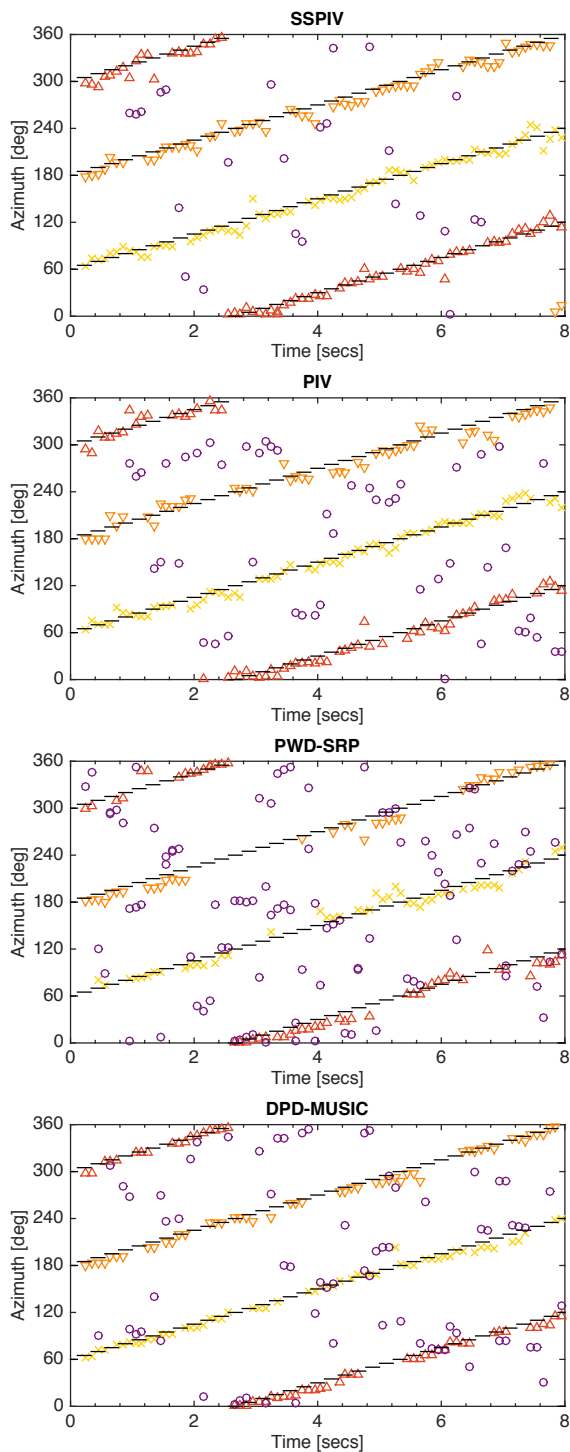 SSPIV
360
300
240
180
120
60
0
Azimuth [deg]
0 2 4 6 8
Time [secs]
PIV
360
300
240
180
120
60
0
Azimuth [deg]
0 2 4 6 8
Time [secs]
PWD-SRP
360
300
240
180
120
60
0
Azimuth [deg]
0 2 4 6 8
Time [secs]
DPD-MUSIC
360
300
240
180
120
60
0
Azimuth [deg]
0 2 4 6 8
Time [secs]